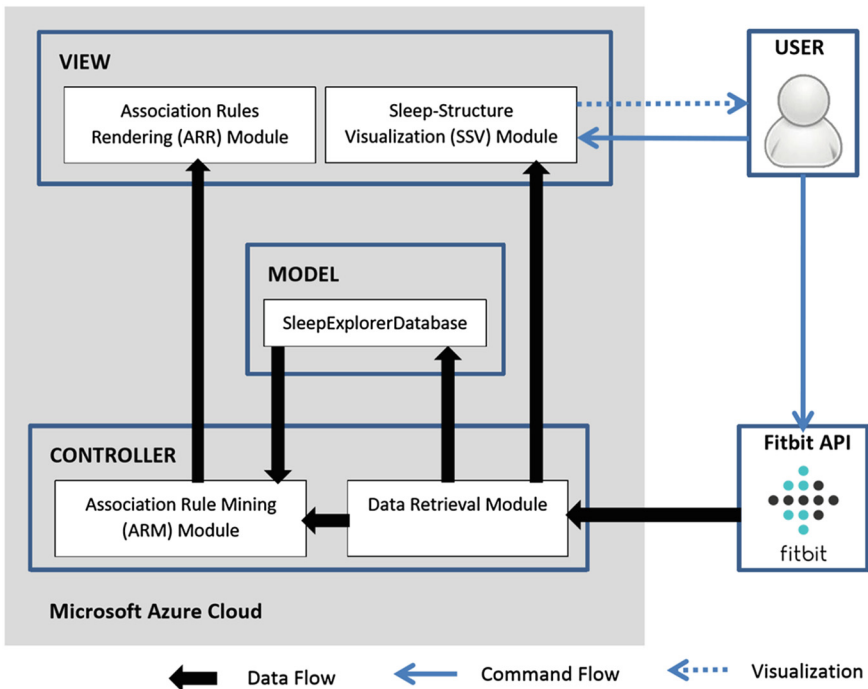 VIEW
Association Rules
Rendering (ARR) Module
Sleep-Structure
Visualization (SSV) Module
USER
MODEL
SleepExplorerDatabase
CONTROLLER
Association Rule Mining
(ARM) Module
Data Retrieval Module
Fitbit API
fitbit
Microsoft Azure Cloud
Data Flow
Command Flow
Visualization